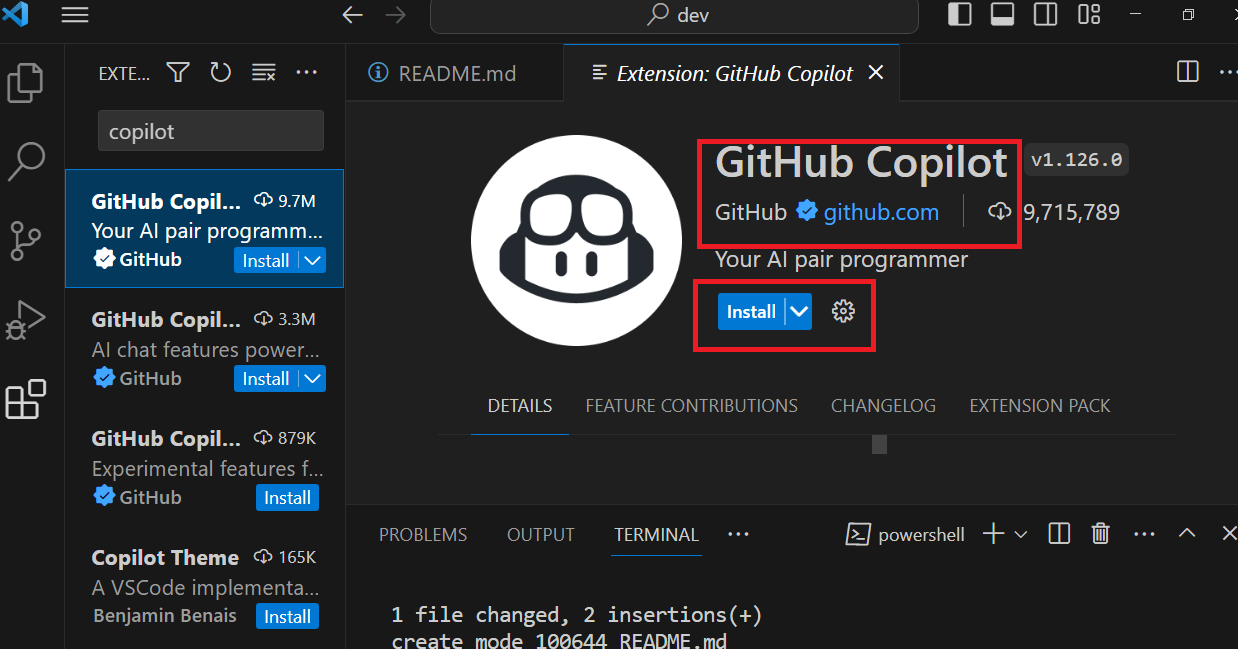 dev
EXTE...
README.md
Extension: GitHub Copilot
copilot
GitHub Copil... 9.7M
Your AI pair programm...
GitHub Install
GitHub Copil... 3.3M
AI chat features power...
GitHub Install
GitHub Copil... 879K
Experimental features f...
GitHub Install
Copilot Theme 165K
A VSCode implementa...
Benjamin Benais Install
GitHub Copilot v1.126.0
GitHub github.com 9,715,789
Your AI pair programmer
Install
DETAILS FEATURE CONTRIBUTIONS CHANGELOG EXTENSION PACK
PROBLEMS OUTPUT TERMINAL ... powershell
1 file changed, 2 insertions(+)
create mode 100644 README.md